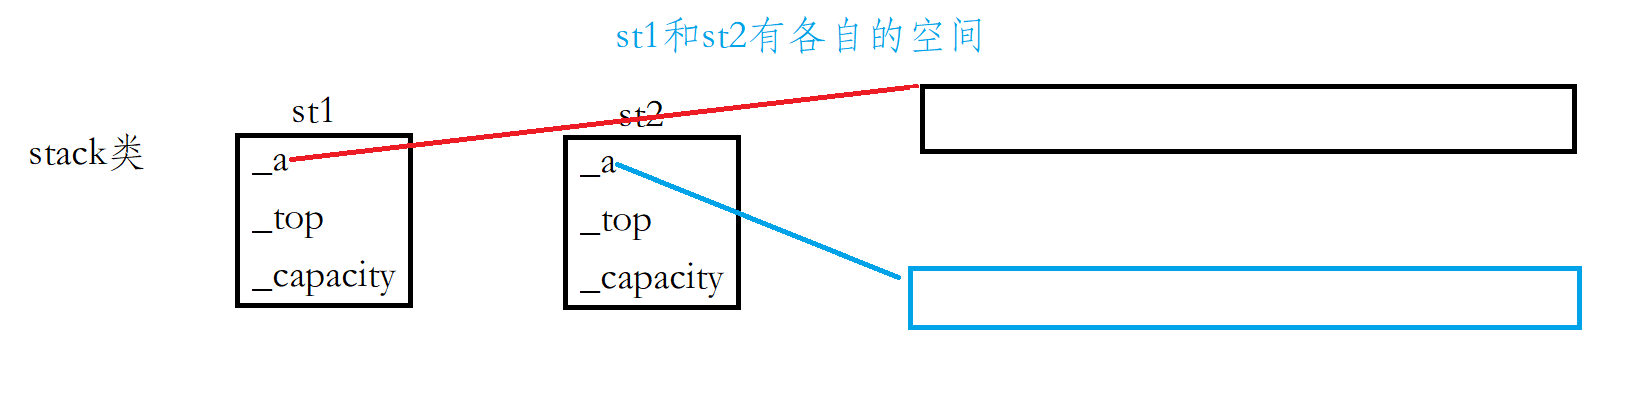 st1和st2有各自的空间
stack类
st1
_a
_top
_capacity
st2
_a
_top
_capacity